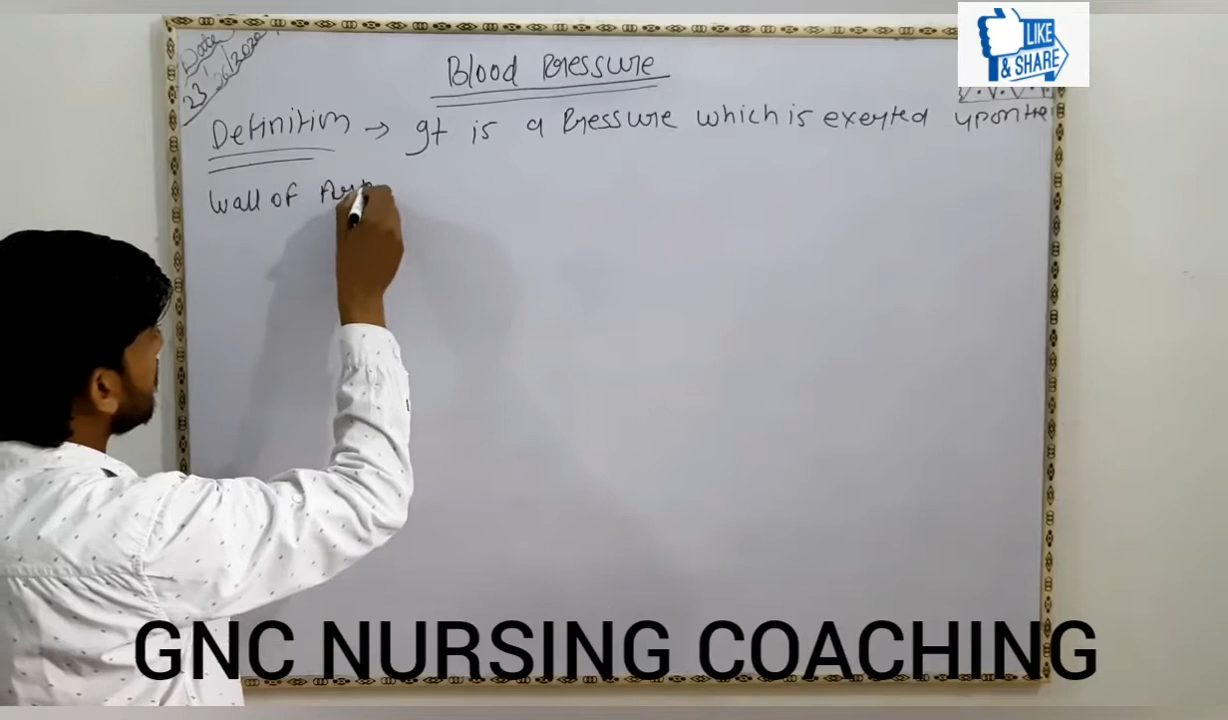 Date
23/10/2020
LIKE
& SHARE
Blood Pressure
Definition → It is a Pressure which is exerted upon the
Wall of
GNC NURSING COACHING